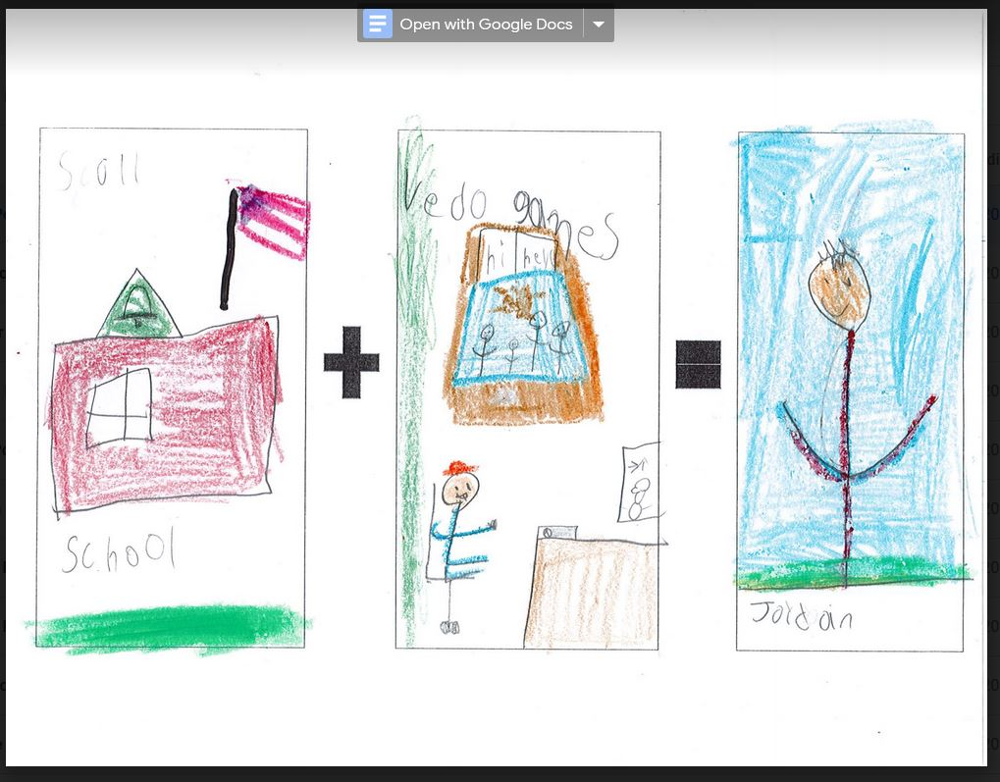 Open with Google Docs
Scoll
School
vedo games
hi hey
Jordan